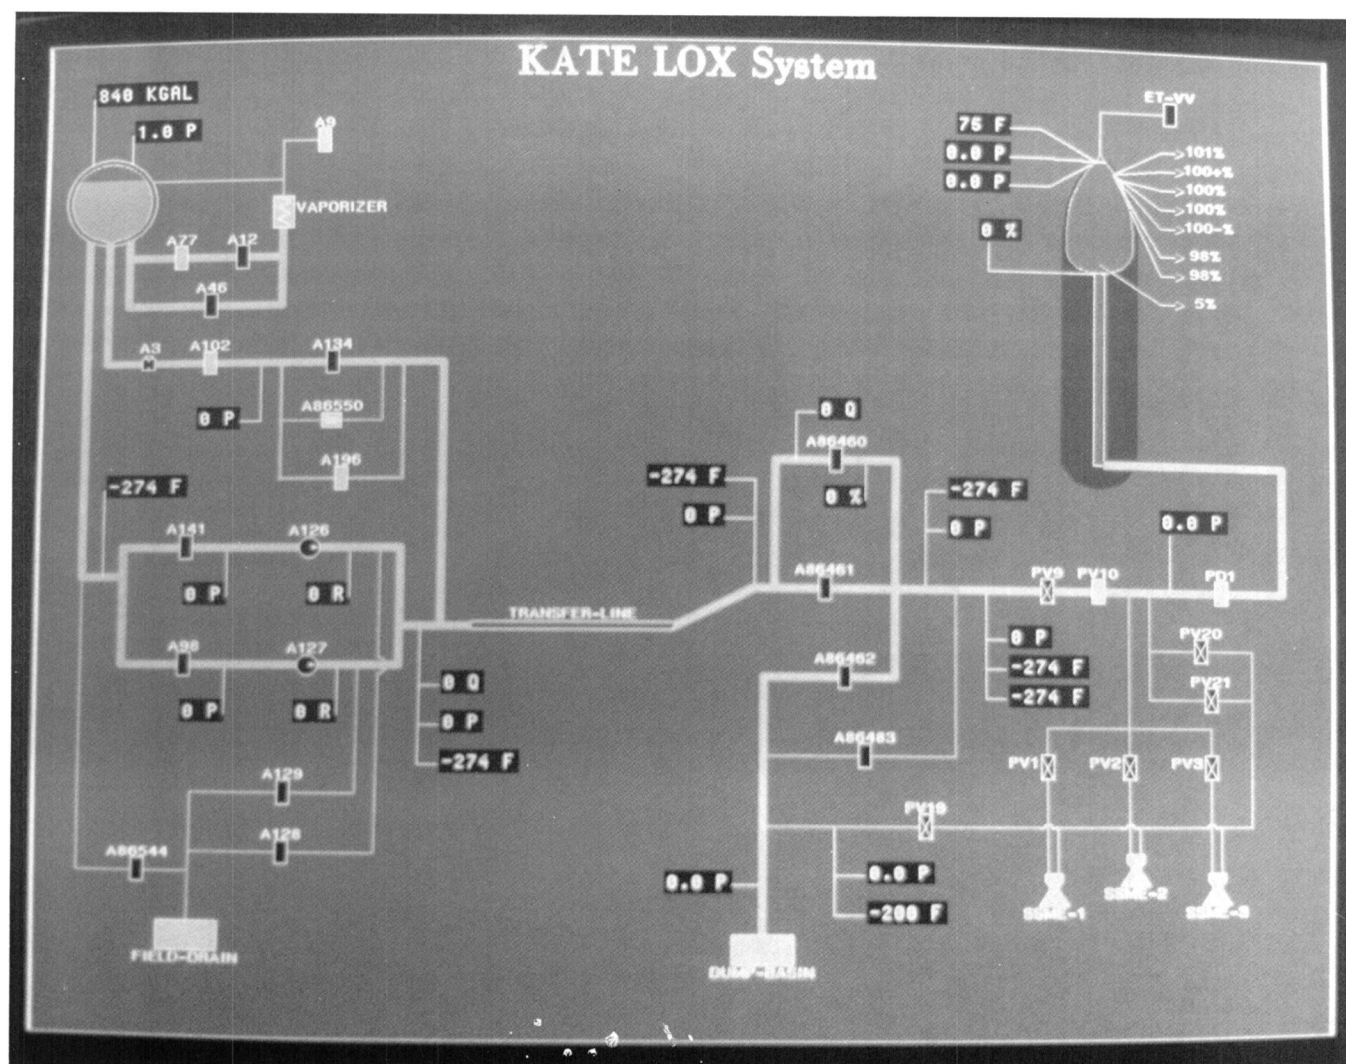 KATE LOX System
840 KGAL
1.0 P
A9
VAPORIZER
A77
A12
A46
A3
A102
A134
0 P
A86550
A196
-274 F
A141
A126
0 P
0 R
A98
A127
0 P
0 R
TRANSFER-LINE
0 Q
0 P
-274 F
A129
A128
A86544
FIELD-DRAIN
ET-VV
75 F
0.0 P
0.0 P
0 %
101%
100+%
100%
100%
100-%
98%
98%
5%
0 Q
A86460
0 %
-274 F
0 P
-274 F
0 P
A86461
A86462
A86463
PV9
PV10
0.0 P
PD1
0 P
-274 F
-274 F
PV20
PV21
PV1
PV2
PV3
PV19
0.0 P
0.0 P
-200 F
SSME-1
SSME-2
SSME-3
DUMP-BASIN